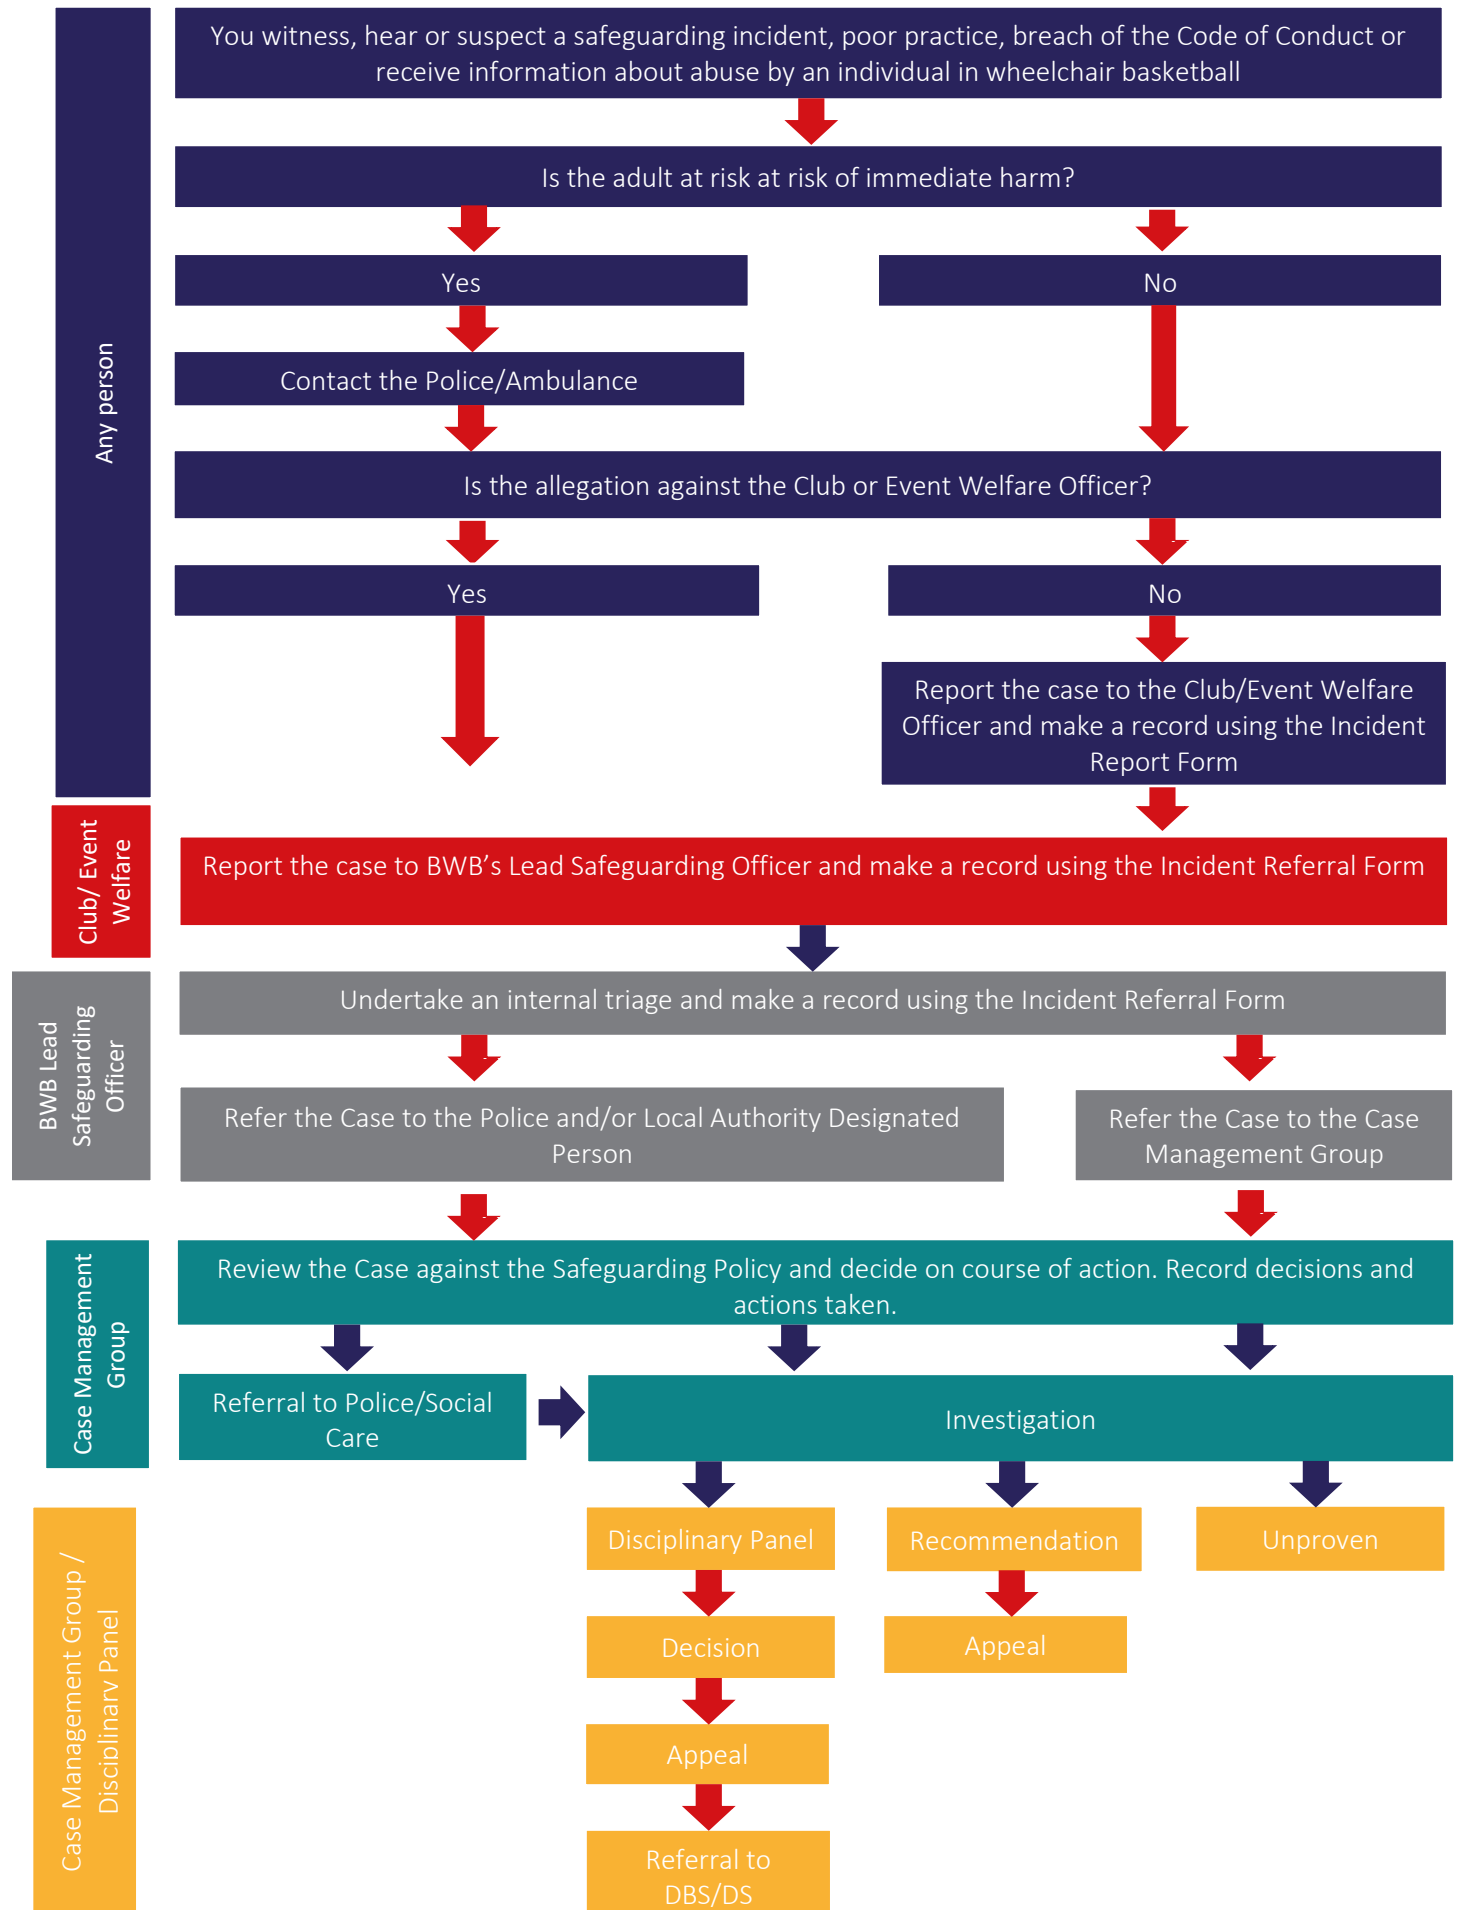 You witness, hear or suspect a safeguarding incident, poor practice, breach of the Code of Conduct or
receive information about abuse by an individual in wheelchair basketball
Is the adult at risk at risk of immediate harm?
Yes
No
Contact the Police/Ambulance
Any person
Is the allegation against the Club or Event Welfare Officer?
Yes
No
Report the case to the Club/Event Welfare
Officer and make a record using the Incident
Report Form
Club/ Event
Welfare
Report the case to BWB's Lead Safeguarding Officer and make a record using the Incident Referral Form
BWB Lead
Safeguarding
Officer
Undertake an internal triage and make a record using the Incident Referral Form
Refer the Case to the Police and/or Local Authority Designated
Person
Refer the Case to the Case
Management Group
Case Management
Group
Review the Case against the Safeguarding Policy and decide on course of action. Record decisions and
actions taken.
Referral to Police/Social
Care
Investigation
Case Management Group /
Disciplinary Panel
Disciplinary Panel
Recommendation
Unproven
Decision
Appeal
Appeal
Referral to
DBS/DS